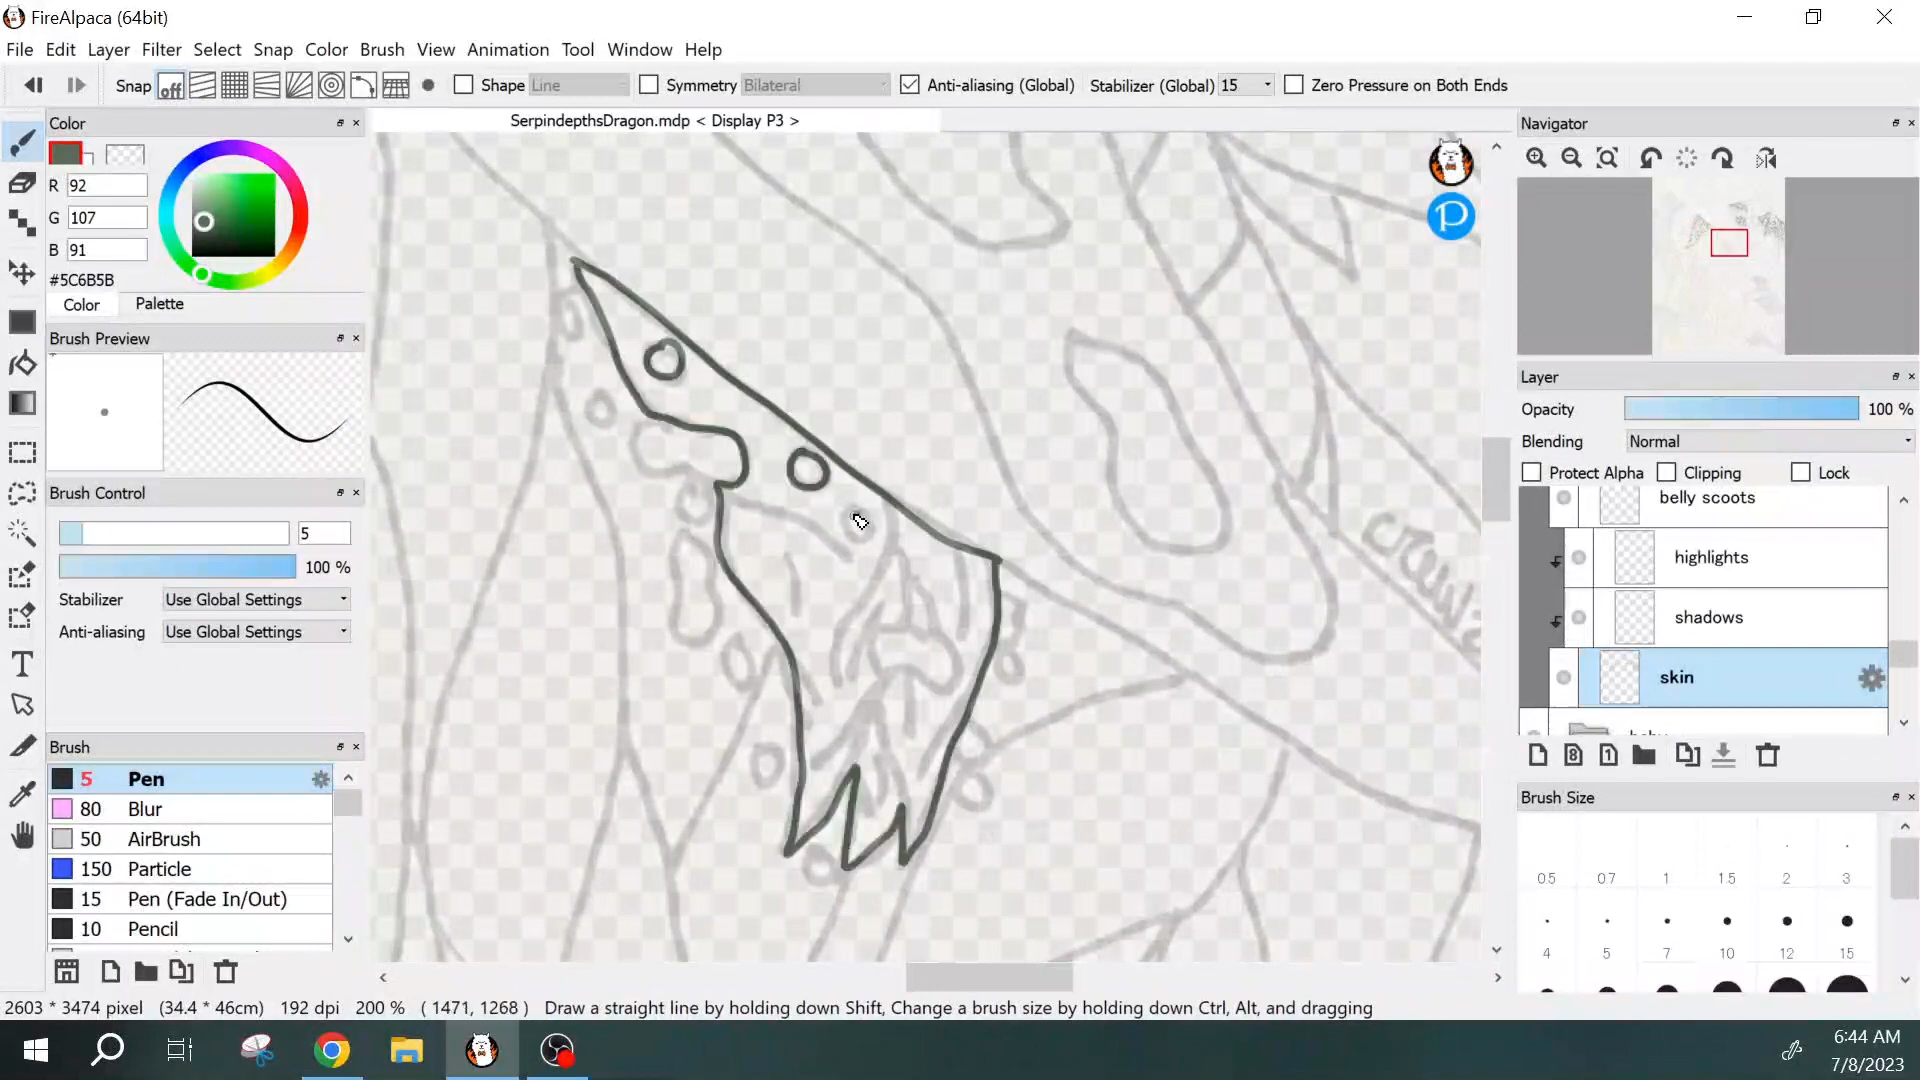 FireAlpaca (64bit)
File Edit Layer Filter Select Snap Color Brush View Animation Tool Window Help
Snap off Shape Line Symmetry Bilateral Anti-aliasing (Global) Stabilizer (Global) 15 Zero Pressure on Both Ends
Color
SerpindepthsDragon.mdp < Display P3 >
Navigator
R 92
G 107
B 91
#5C6B5B
Color Palette
Brush Preview
Layer
Opacity 100 %
Blending Normal
Protect Alpha Clipping Lock
Brush Control
5
100 %
Stabilizer Use Global Settings
Anti-aliasing Use Global Settings
belly scoots
highlights
shadows
skin
8 1
Brush
5 Pen
80 Blur
50 AirBrush
150 Particle
15 Pen (Fade In/Out)
10 Pencil
Brush Size
0.5 0.7 1 1.5 2 3
4 5 7 10 12 15
2603 * 3474 pixel (34.4 * 46cm) 192 dpi 200 % ( 1471, 1268 ) Draw a straight line by holding down Shift, Change a brush size by holding down Ctrl, Alt, and dragging
6:44 AM
7/8/2023